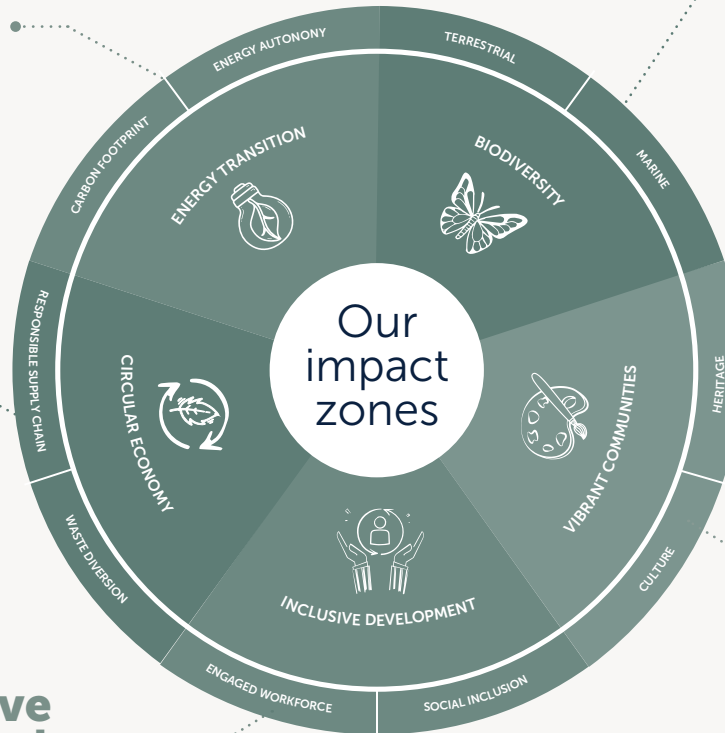 ENERGY AUTONONY
TERRESTRIAL
CARBON FOOTPRINT
MARINE
ENERGY TRANSITION
BIODIVERSITY
Our
impact
zones
RESPONSIBLE SUPPLY CHAIN
CIRCULAR ECONOMY
VIBRANT COMMUNITIES
HERITAGE
WASTE DIVERSION
INCLUSIVE DEVELOPMENT
CULTURE
ENGAGED WORKFORCE
SOCIAL INCLUSION
ve